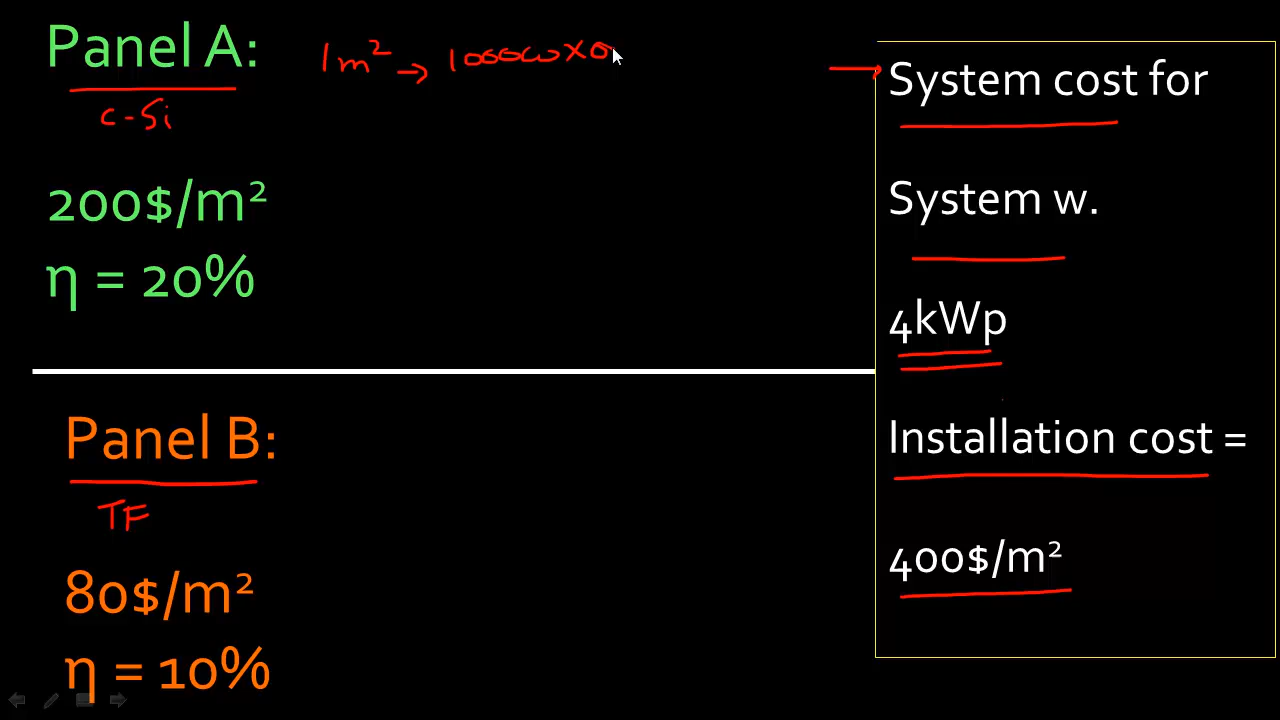 Panel A:
1m² → 1000W×0
c-Si
200$/m²
η = 20%
Panel B:
TF
80$/m²
η = 10%
System cost for
System w.
4kWp
Installation cost =
400$/m²